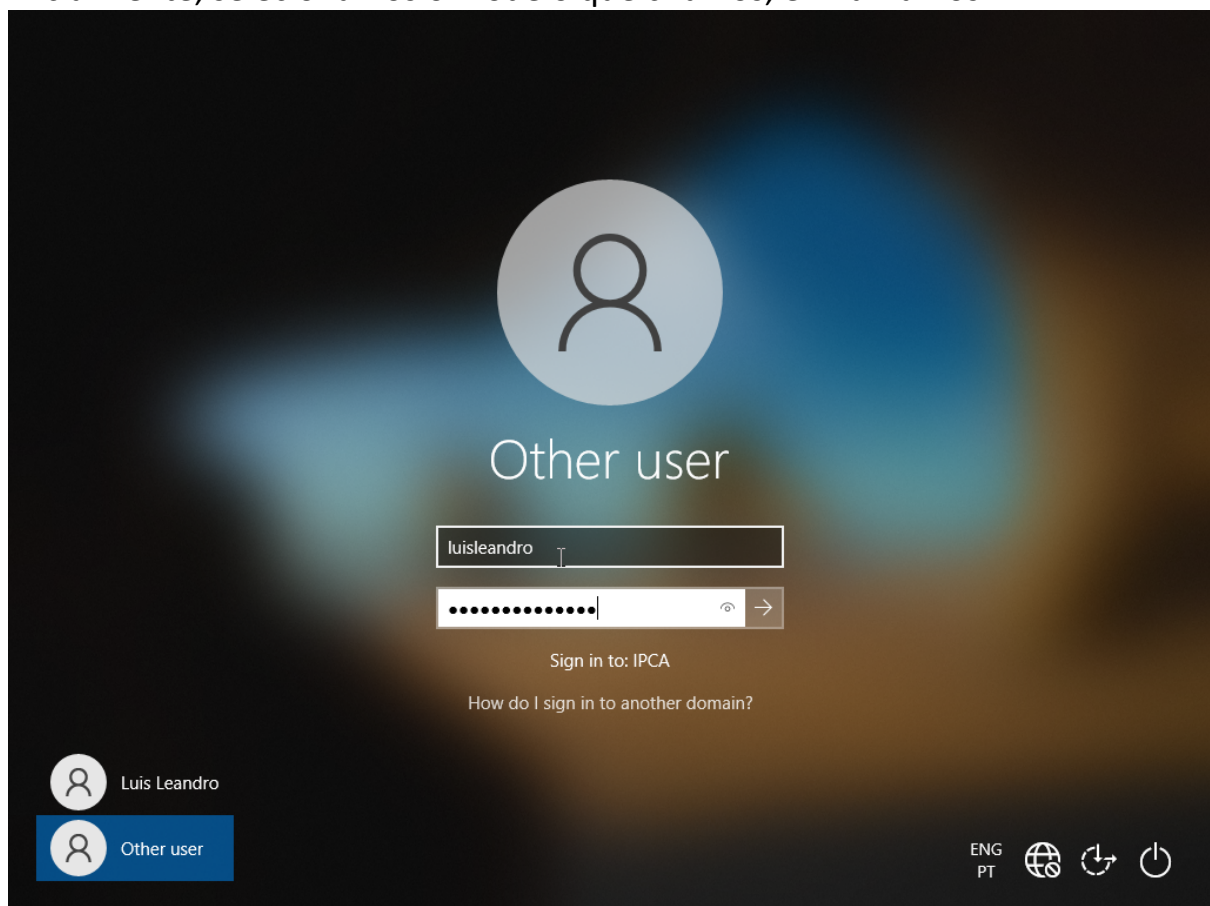 Other user
luisleandro
Sign in to: IPCA
How do I sign in to another domain?
Luis Leandro
Other user
ENG
PT